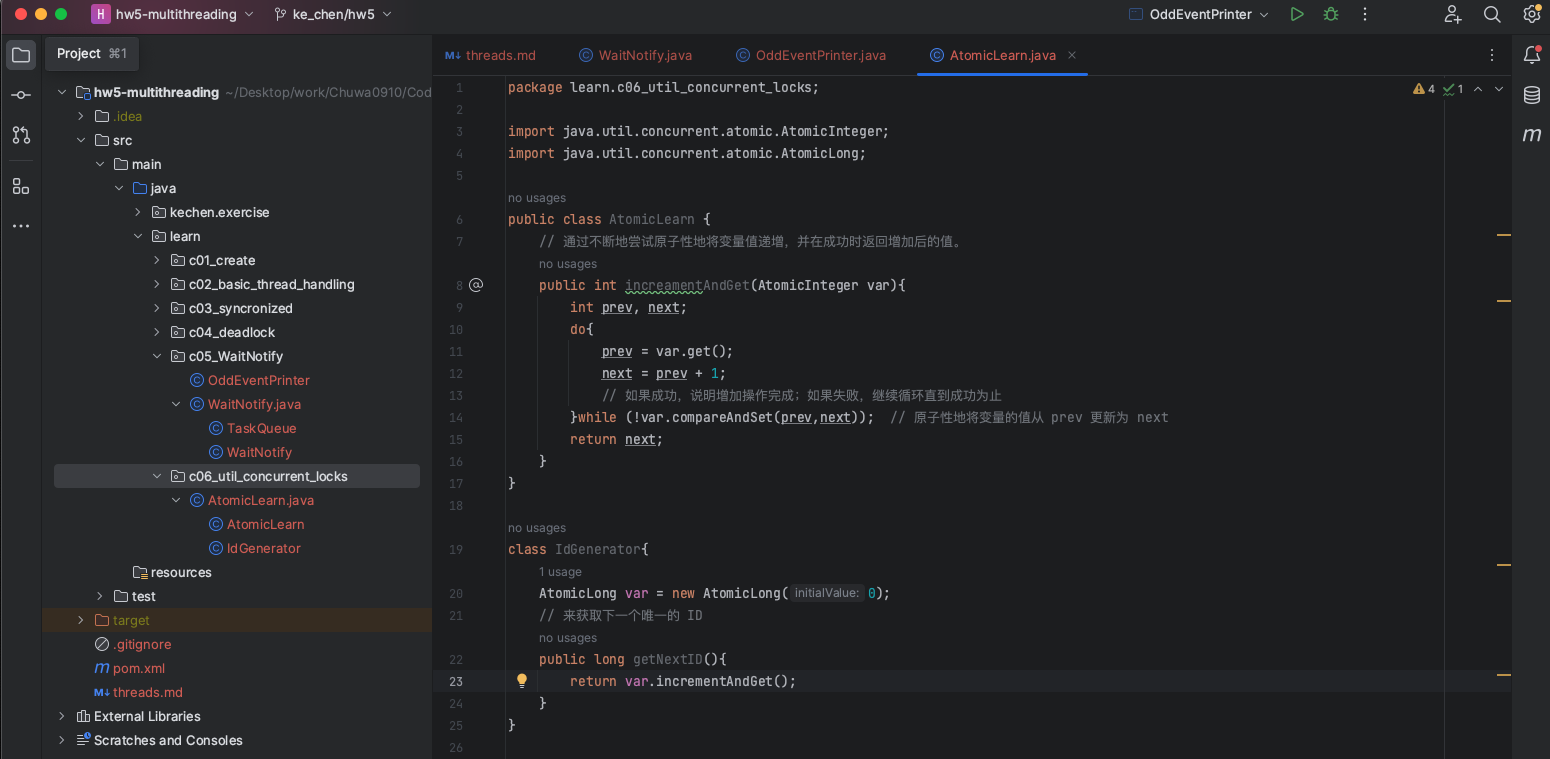 H hw5-multithreading ke_chen/hw5 OddEventPrinter
Project ⌘1
M↓ threads.md WaitNotify.java OddEventPrinter.java AtomicLearn.java
hw5-multithreading ~/Desktop/work/Chuwa0910/Cod
.idea
src
main
java
kechen.exercise
learn
c01_create
c02_basic_thread_handling
c03_syncronized
c04_deadlock
c05_WaitNotify
OddEventPrinter
WaitNotify.java
TaskQueue
WaitNotify
c06_util_concurrent_locks
AtomicLearn.java
AtomicLearn
IdGenerator
resources
test
target
.gitignore
m pom.xml
M↓ threads.md
External Libraries
Scratches and Consoles
4 1
1 package learn.c06_util_concurrent_locks;
2
3 import java.util.concurrent.atomic.AtomicInteger;
4 import java.util.concurrent.atomic.AtomicLong;
5
no usages
6 public class AtomicLearn {
7 // 通过不断地尝试原子性地将变量值递增，并在成功时返回增加后的值。
no usages
8 @ public int increamentAndGet(AtomicInteger var){
9 int prev, next;
10 do{
11 prev = var.get();
12 next = prev + 1;
13 // 如果成功，说明增加操作完成；如果失败，继续循环直到成功为止
14 }while (!var.compareAndSet(prev,next)); // 原子性地将变量的值从 prev 更新为 next
15 return next;
16 }
17 }
18
no usages
19 class IdGenerator{
1 usage
20 AtomicLong var = new AtomicLong( initialValue: 0);
21 // 来获取下一个唯一的 ID
no usages
22 public long getNextID(){
23 return var.incrementAndGet();
24 }
25 }
26
m